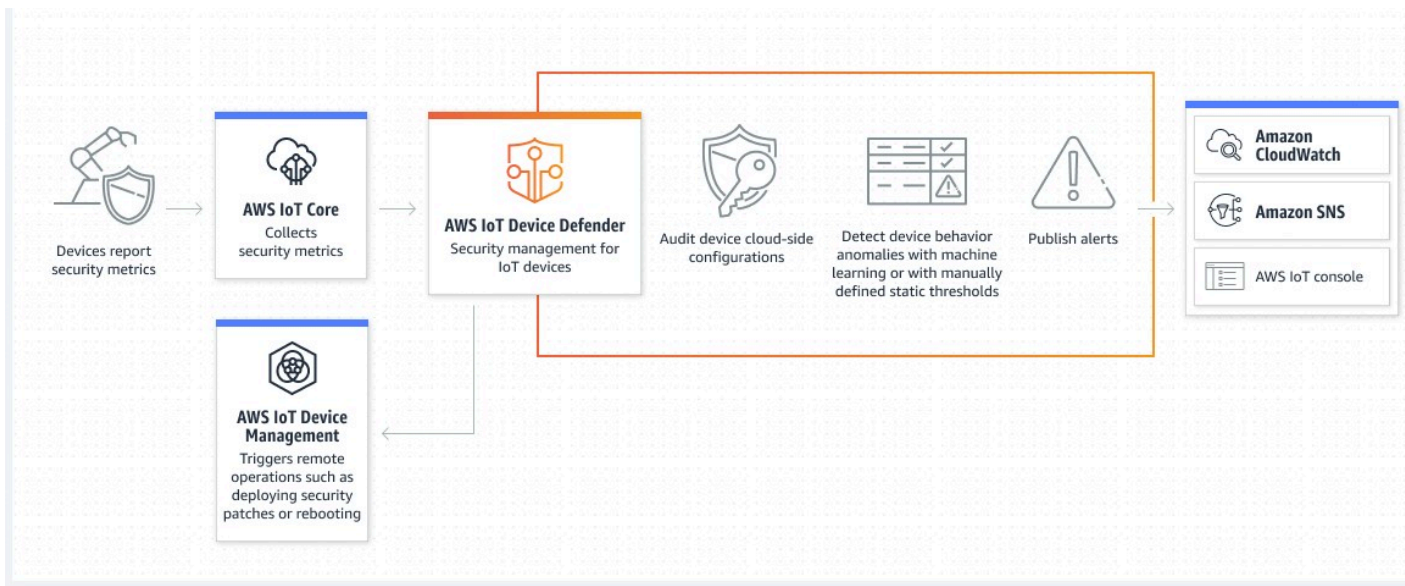 Devices report
security metrics
AWS IoT Core
Collects
security metrics
AWS IoT Device Defender
Security management for
IoT devices
Audit device cloud-side
configurations
Detect device behavior
anomalies with machine
learning or with manually
defined static thresholds
Publish alerts
Amazon
CloudWatch
Amazon SNS
AWS IoT console
AWS IoT Device
Management
Triggers remote
operations such as
deploying security
patches or rebooting